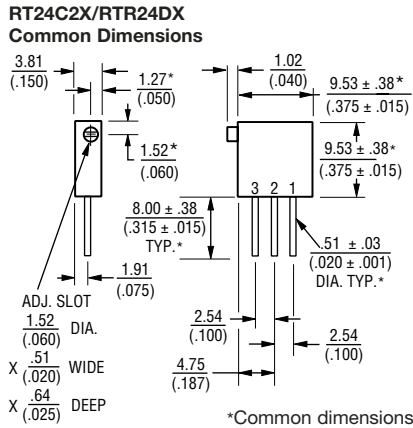 RT24C2X/RTR24DX
Common Dimensions
3.81
(.150)
1.27*
(.050)
1.52*
(.060)
1.02
(.040)
9.53 ± .38*
(.375 ± .015)
9.53 ± .38*
(.375 ± .015)
3 2 1
8.00 ± .38
(.315 ± .015)
TYP.*
.51 ± .03
(.020 ± .001)
DIA. TYP.*
1.91
(.075)
ADJ. SLOT
1.52
(.060) DIA.
X .51
(.020) WIDE
X .64
(.025) DEEP
2.54
(.100)
2.54
(.100)
4.75
(.187)
*Common dimensions